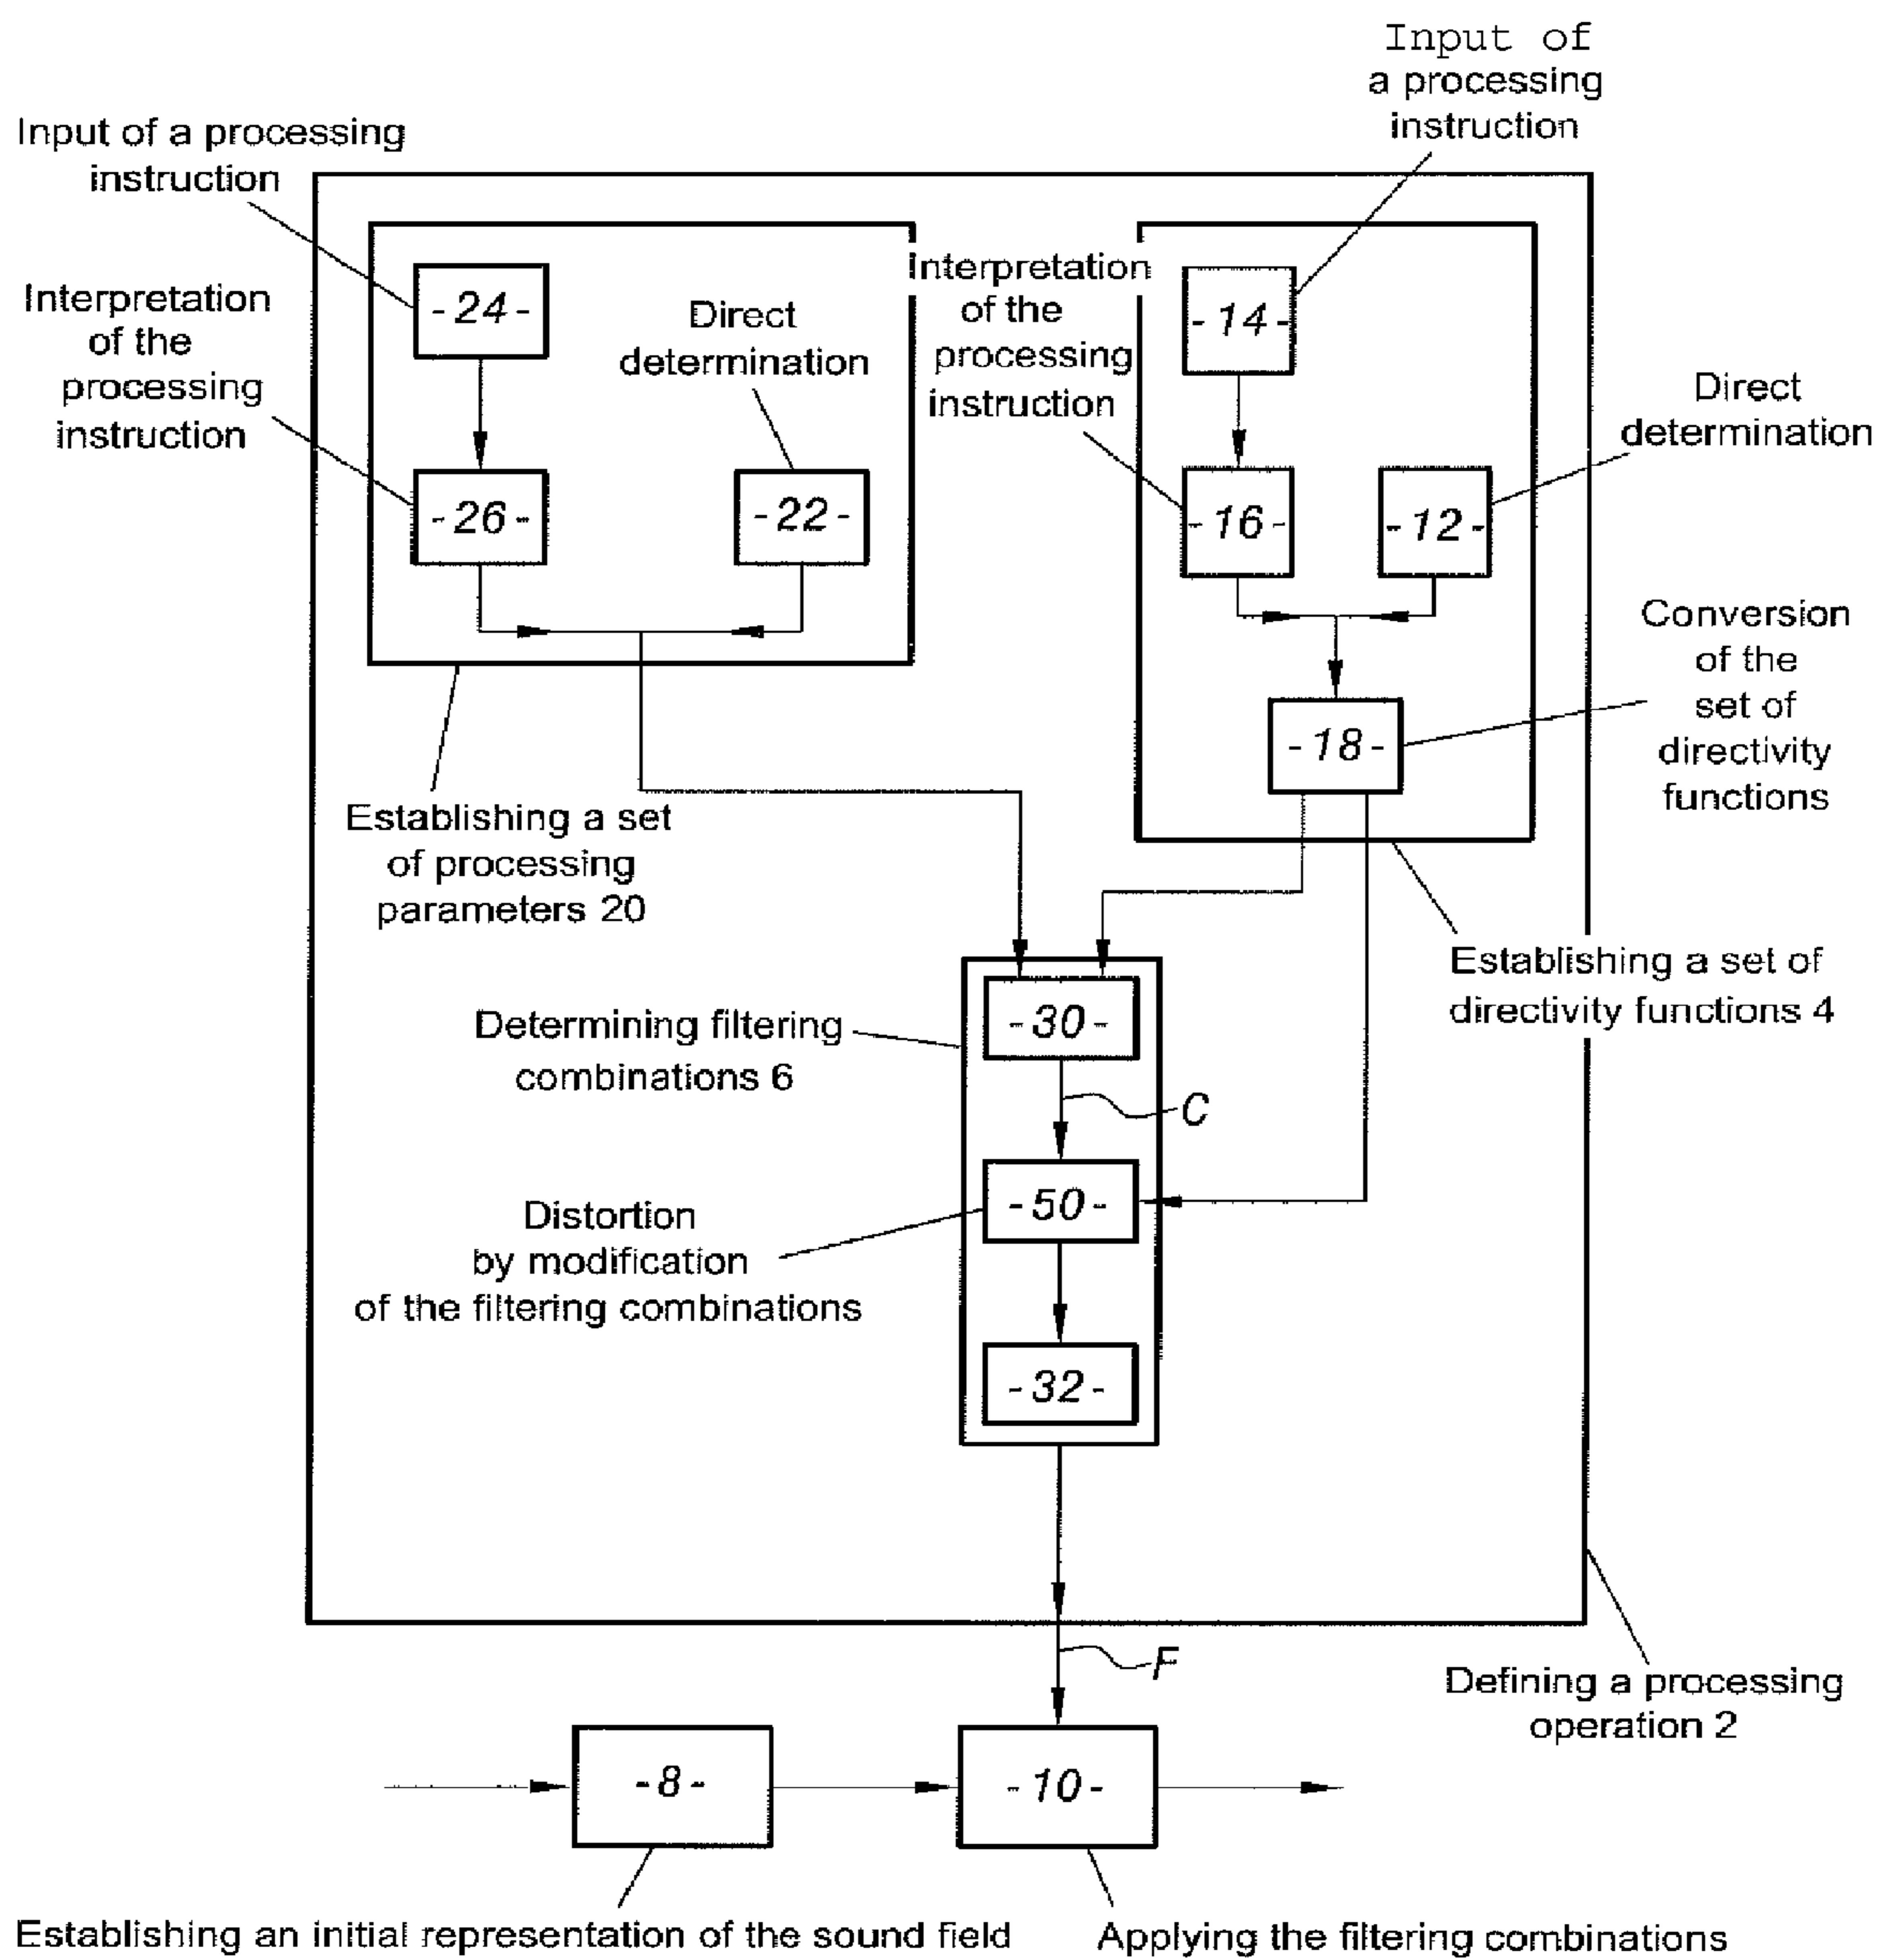 Input of
a processing
instruction
Input of a processing
instruction
Interpretation
of the
processing
instruction
-24-
Direct
determination
Interpretation
of the
processing
instruction
-14-
Direct
determination
-26-
-22-
-16-
-12-
Conversion
of the
set of
directivity
functions
-18-
Establishing a set
of processing
parameters 20
Establishing a set of
directivity functions 4
Determining filtering
combinations 6
-30-
C
Distortion
by modification
of the filtering combinations
-50-
-32-
F
Defining a processing
operation 2
-8-
-10-
Establishing an initial representation of the sound field
Applying the filtering combinations